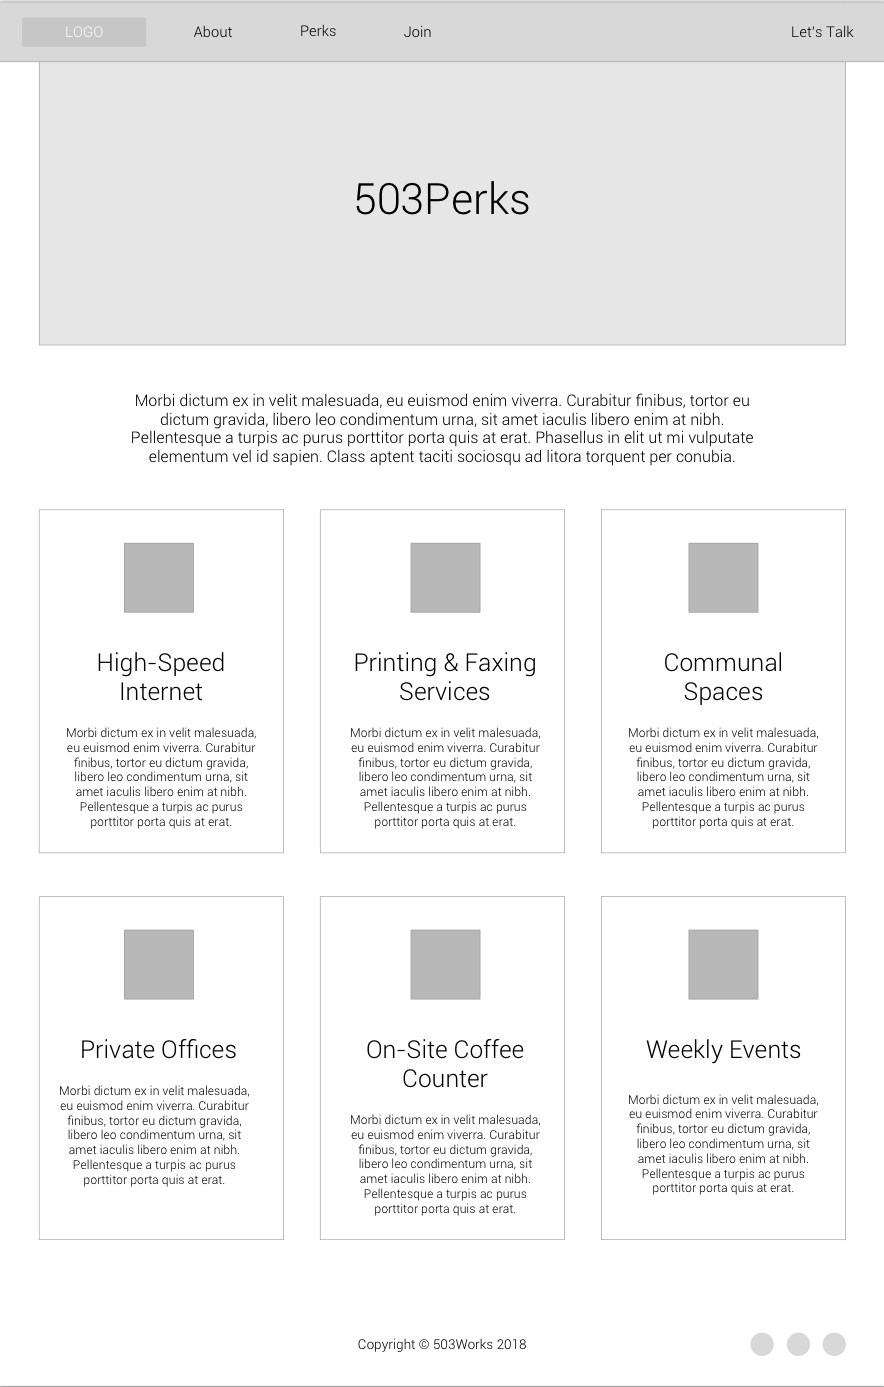 LOGO
About
Perks
Join
Let's Talk
503Perks
Morbi dictum ex in velit malesuada, eu euismod enim viverra. Curabitur finibus, tortor eu
dictum gravida, libero leo condimentum urna, sit amet iaculis libero enim at nibh.
Pellentesque a turpis ac purus porttitor porta quis at erat. Phasellus in elit ut mi vulputate
elementum vel id sapien. Class aptent taciti sociosqu ad litora torquent per conubia.
High-Speed
Internet
Morbi dictum ex in velit malesuada,
eu euismod enim viverra. Curabitur
finibus, tortor eu dictum gravida,
libero leo condimentum urna, sit
amet iaculis libero enim at nibh.
Pellentesque a turpis ac purus
porttitor porta quis at erat.
Printing & Faxing
Services
Morbi dictum ex in velit malesuada,
eu euismod enim viverra. Curabitur
finibus, tortor eu dictum gravida,
libero leo condimentum urna, sit
amet iaculis libero enim at nibh.
Pellentesque a turpis ac purus
porttitor porta quis at erat.
Communal
Spaces
Morbi dictum ex in velit malesuada,
eu euismod enim viverra. Curabitur
finibus, tortor eu dictum gravida,
libero leo condimentum urna, sit
amet iaculis libero enim at nibh.
Pellentesque a turpis ac purus
porttitor porta quis at erat.
Private Offices
Morbi dictum ex in velit malesuada,
eu euismod enim viverra. Curabitur
finibus, tortor eu dictum gravida,
libero leo condimentum urna, sit
amet iaculis libero enim at nibh.
Pellentesque a turpis ac purus
porttitor porta quis at erat.
On-Site Coffee
Counter
Morbi dictum ex in velit malesuada,
eu euismod enim viverra. Curabitur
finibus, tortor eu dictum gravida,
libero leo condimentum urna, sit
amet iaculis libero enim at nibh.
Pellentesque a turpis ac purus
porttitor porta quis at erat.
Weekly Events
Morbi dictum ex in velit malesuada,
eu euismod enim viverra. Curabitur
finibus, tortor eu dictum gravida,
libero leo condimentum urna, sit
amet iaculis libero enim at nibh.
Pellentesque a turpis ac purus
porttitor porta quis at erat.
Copyright © 503Works 2018